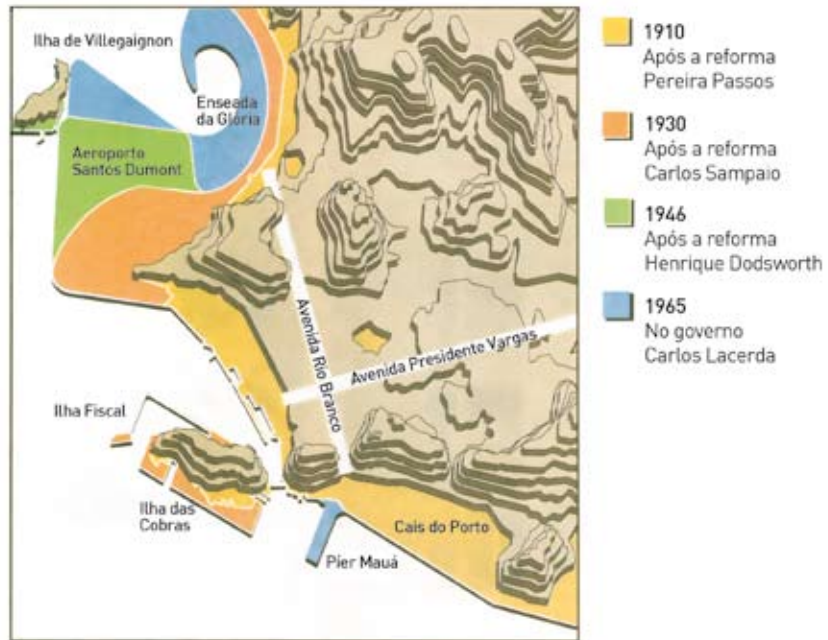 Ilha de Villegaignon
Enseada
da Glória
Aeroporto
Santos Dumont
Avenida Rio Branco
Avenida Presidente Vargas
Ilha Fiscal
Ilha das
Cobras
Píer Mauá
Cais do Porto
1910
Após a reforma
Pereira Passos
1930
Após a reforma
Carlos Sampaio
1946
Após a reforma
Henrique Dodsworth
1965
No governo
Carlos Lacerda